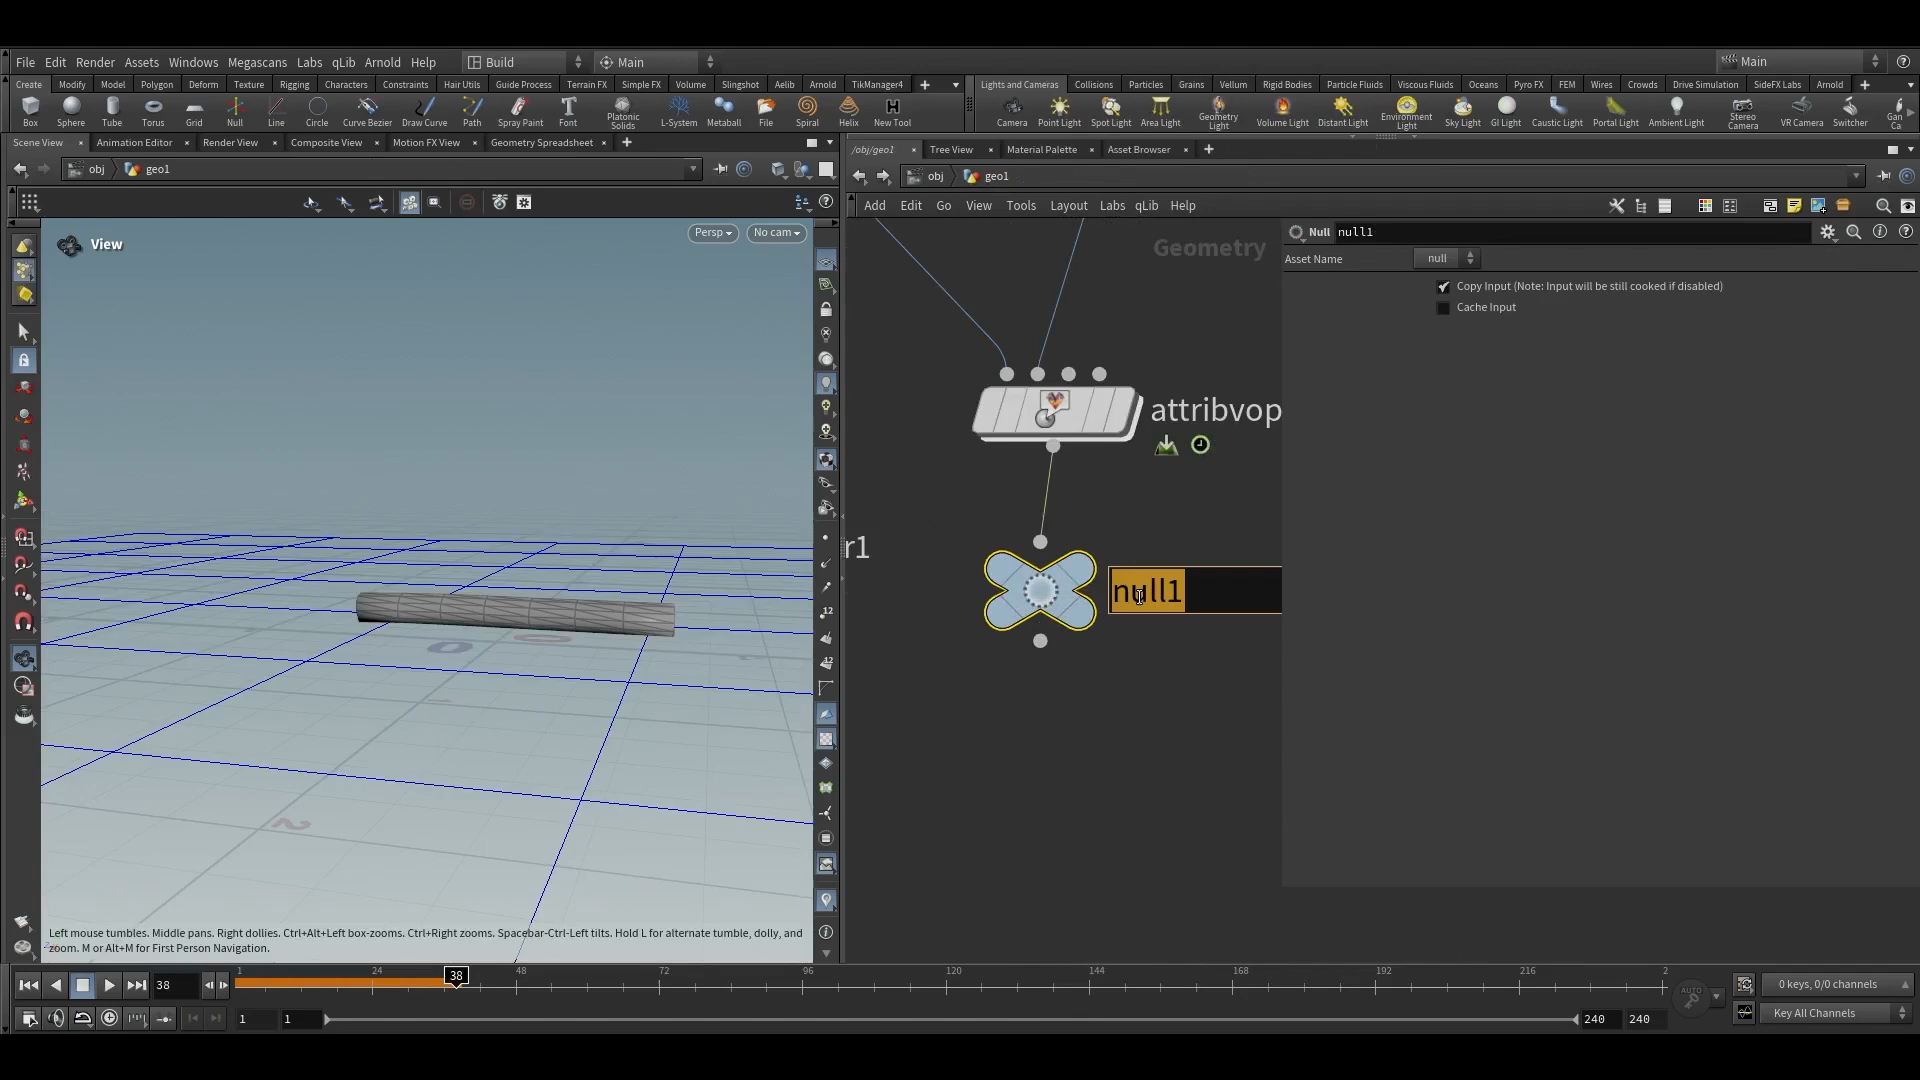 File Edit Render Assets Windows Megascans Labs qLib Arnold Help Build Main Main
Create Modify Model Polygon Deform Texture Rigging Characters Constraints Hair Utils Guide Process Terrain FX Simple FX Volume Slingshot Aelib Arnold TikManager4
Lights and Cameras Collisions Particles Grains Vellum Rigid Bodies Particle Fluids Viscous Fluids Oceans Pyro FX FEM Wires Crowds Drive Simulation SideFX Labs Arnold
Box Sphere Tube Torus Grid Null Line Circle Curve Bezier Draw Curve Path Spray Paint Font Platonic Solids L-System Metaball File Spiral Helix New Tool
Camera Point Light Spot Light Area Light Geometry Light Volume Light Distant Light Environment Light Sky Light GI Light Caustic Light Portal Light Ambient Light Stereo Camera VR Camera Switcher Gan Ca
Scene View Animation Editor Render View Composite View Motion FX View Geometry Spreadsheet
/obj/geo1 Tree View Material Palette Asset Browser
obj geo1
obj geo1
Add Edit Go View Tools Layout Labs qLib Help
View
Persp No cam
Geometry
Null null1
Asset Name null
Copy Input (Note: Input will be still cooked if disabled)
Cache Input
attribvop
r1
null1
12
12
0 0
1
2
Left mouse tumbles. Middle pans. Right dollies. Ctrl+Alt+Left box-zooms. Ctrl+Right zooms. Spacebar-Ctrl-Left tilts. Hold L for alternate tumble, dolly, and
zoom. M or Alt+M for First Person Navigation.
1 24 38 48 72 96 120 144 168 192 216 2
38
AUTO
0 keys, 0/0 channels
1 1 240 240
Key All Channels